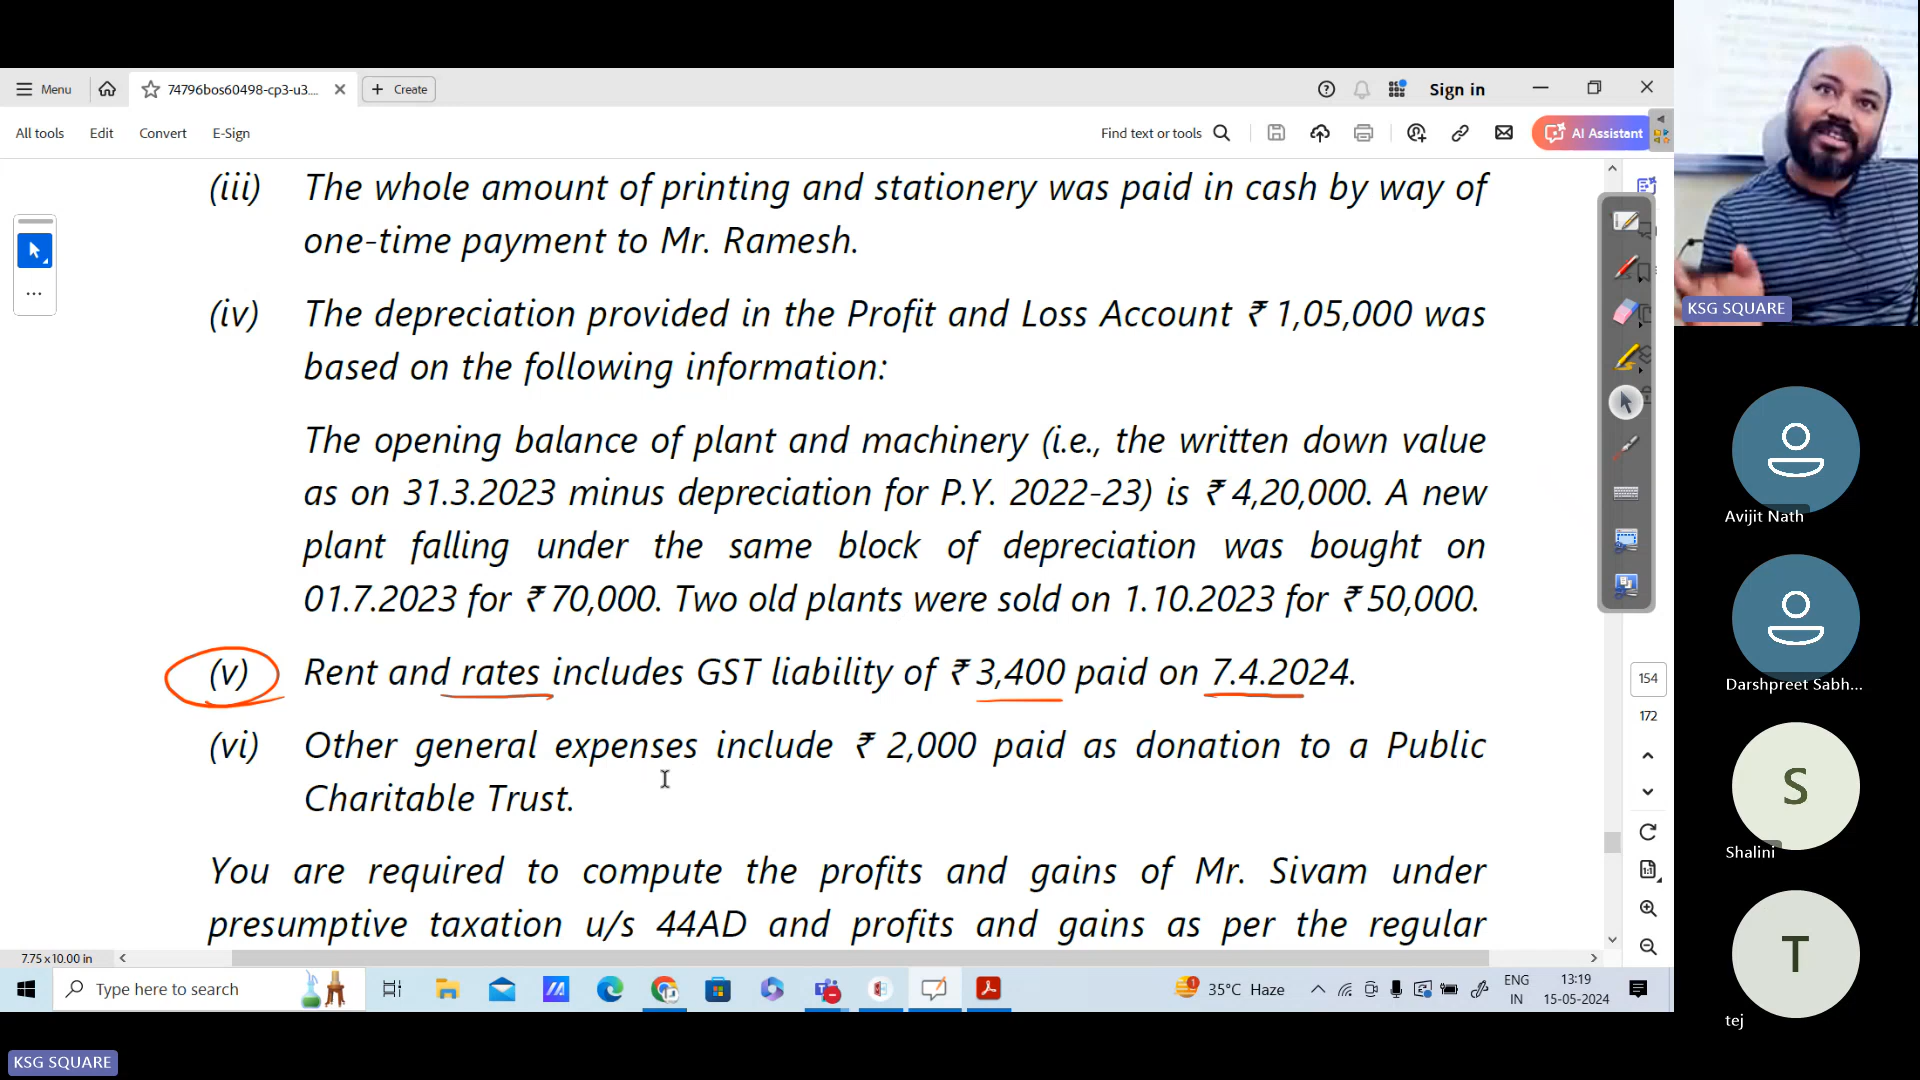 Menu
74796bos60498-cp3-u3....
Create
Sign in
All tools
Edit
Convert
E-Sign
Find text or tools
AI Assistant
(iii) The whole amount of printing and stationery was paid in cash by way of
one-time payment to Mr. Ramesh.
(iv) The depreciation provided in the Profit and Loss Account ₹ 1,05,000 was
based on the following information:
The opening balance of plant and machinery (i.e., the written down value
as on 31.3.2023 minus depreciation for P.Y. 2022-23) is ₹ 4,20,000. A new
plant falling under the same block of depreciation was bought on
01.7.2023 for ₹ 70,000. Two old plants were sold on 1.10.2023 for ₹ 50,000.
(v) Rent and rates includes GST liability of ₹ 3,400 paid on 7.4.2024.
(vi) Other general expenses include ₹ 2,000 paid as donation to a Public
Charitable Trust.
You are required to compute the profits and gains of Mr. Sivam under
presumptive taxation u/s 44AD and profits and gains as per the regular
154
172
1:1
7.75 x 10.00 in
Type here to search
1
35°C Haze
ENG
IN
13:19
15-05-2024
KSG SQUARE
Avijit Nath
Darshpreet Sabh...
S
Shalini
T
tej
KSG SQUARE